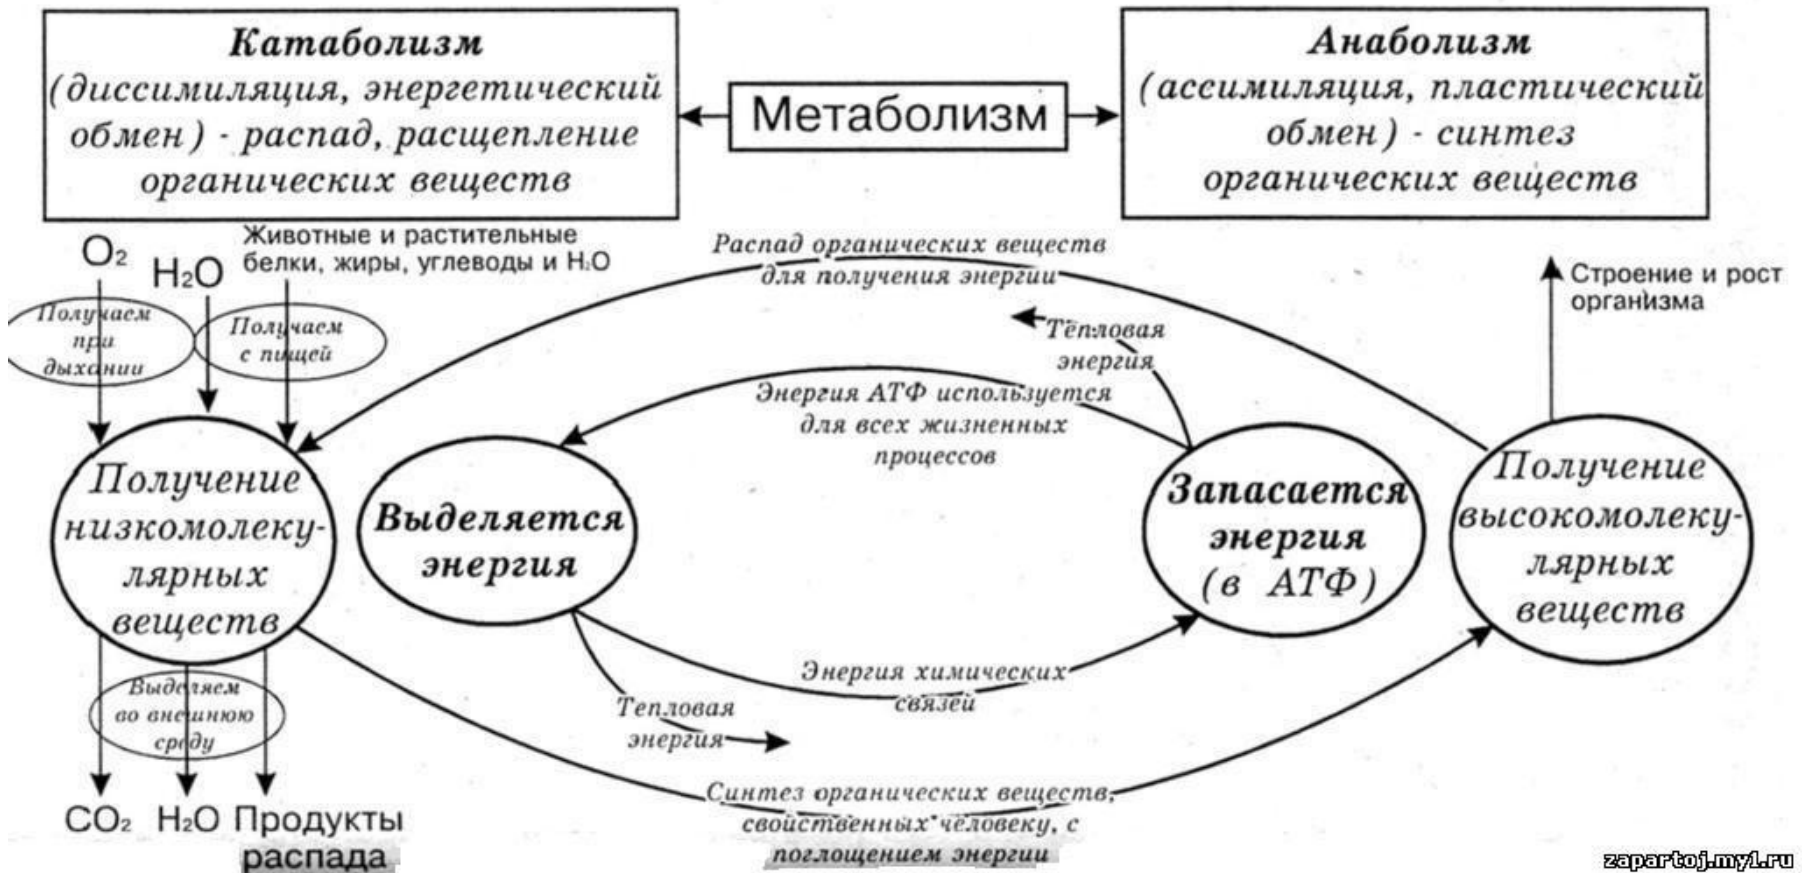 Катаболизм
(диссимиляция, энергетический
обмен) - распад, расщепление
органических веществ
Метаболизм
Анаболизм
(ассимиляция, пластический
обмен) - синтез
органических веществ
O₂
H₂O
Животные и растительные
белки, жиры, углеводы и H₂O
Получаем
при
дыхании
Получаем
с пищей
Распад органических веществ
для получения энергии
Тепловая
энергия
Строение и рост
организма
Энергия АТФ используется
для всех жизненных
процессов
Получение
низкомолеку-
лярных
веществ
Выделяется
энергия
Запасается
энергия
(в АТФ)
Получение
высокомолеку-
лярных
веществ
Выделяем
во внешнюю
среду
Энергия химических
связей
Тепловая
энергия
CO₂
H₂O
Продукты
распада
Синтез органических веществ,
свойственных человеку, с
поглощением энергии
zapartoj.my1.ru